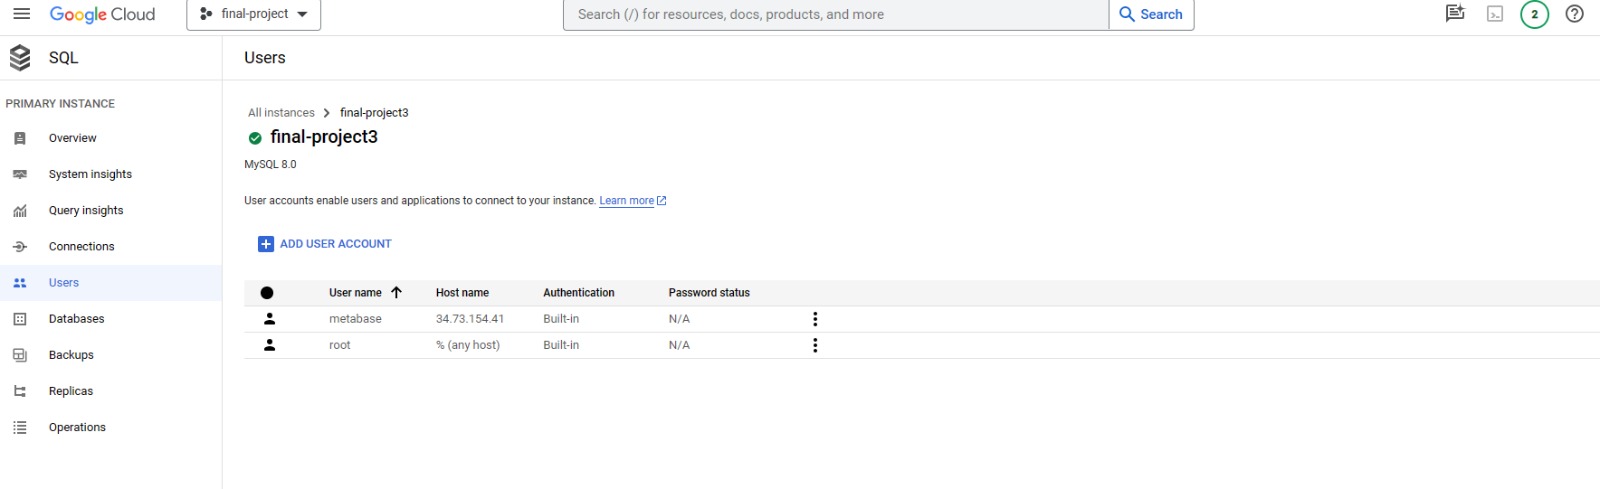 Google Cloud
final-project
Search (/) for resources, docs, products, and more
Search
2
SQL
Users
PRIMARY INSTANCE
Overview
System insights
Query insights
Connections
Users
Databases
Backups
Replicas
Operations
All instances final-project3
final-project3
MySQL 8.0
User accounts enable users and applications to connect to your instance. Learn more
ADD USER ACCOUNT
User name Host name Authentication Password status
metabase 34.73.154.41 Built-in N/A
root % (any host) Built-in N/A